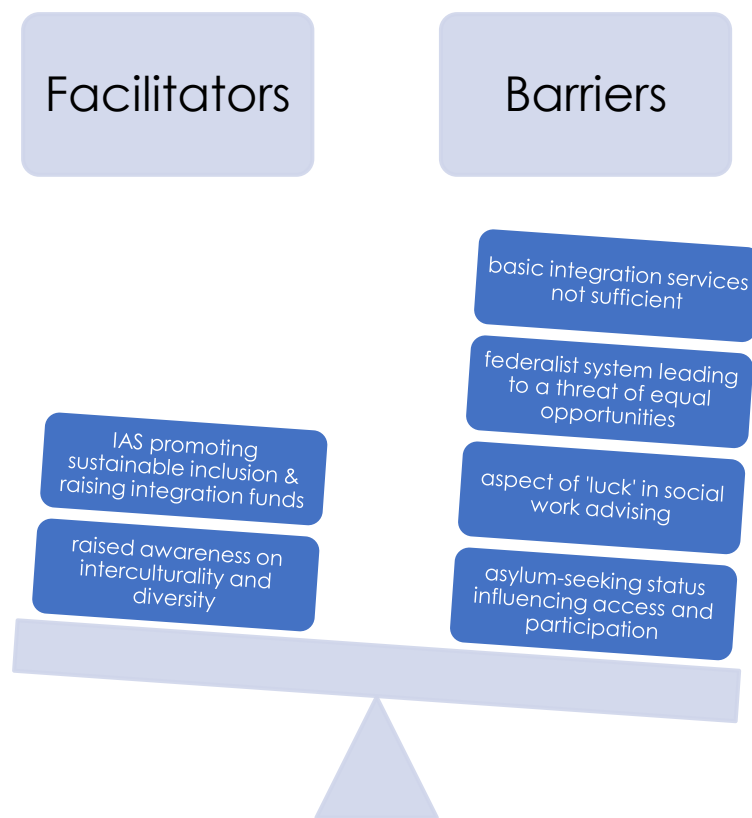 Facilitators
Barriers
basic integration services
not sufficient
federalist system leading
to a threat of equal
opportunities
aspect of 'luck' in social
work advising
asylum-seeking status
influencing access and
participation
IAS promoting
sustainable inclusion &
raising integration funds
raised awareness on
interculturality and
diversity